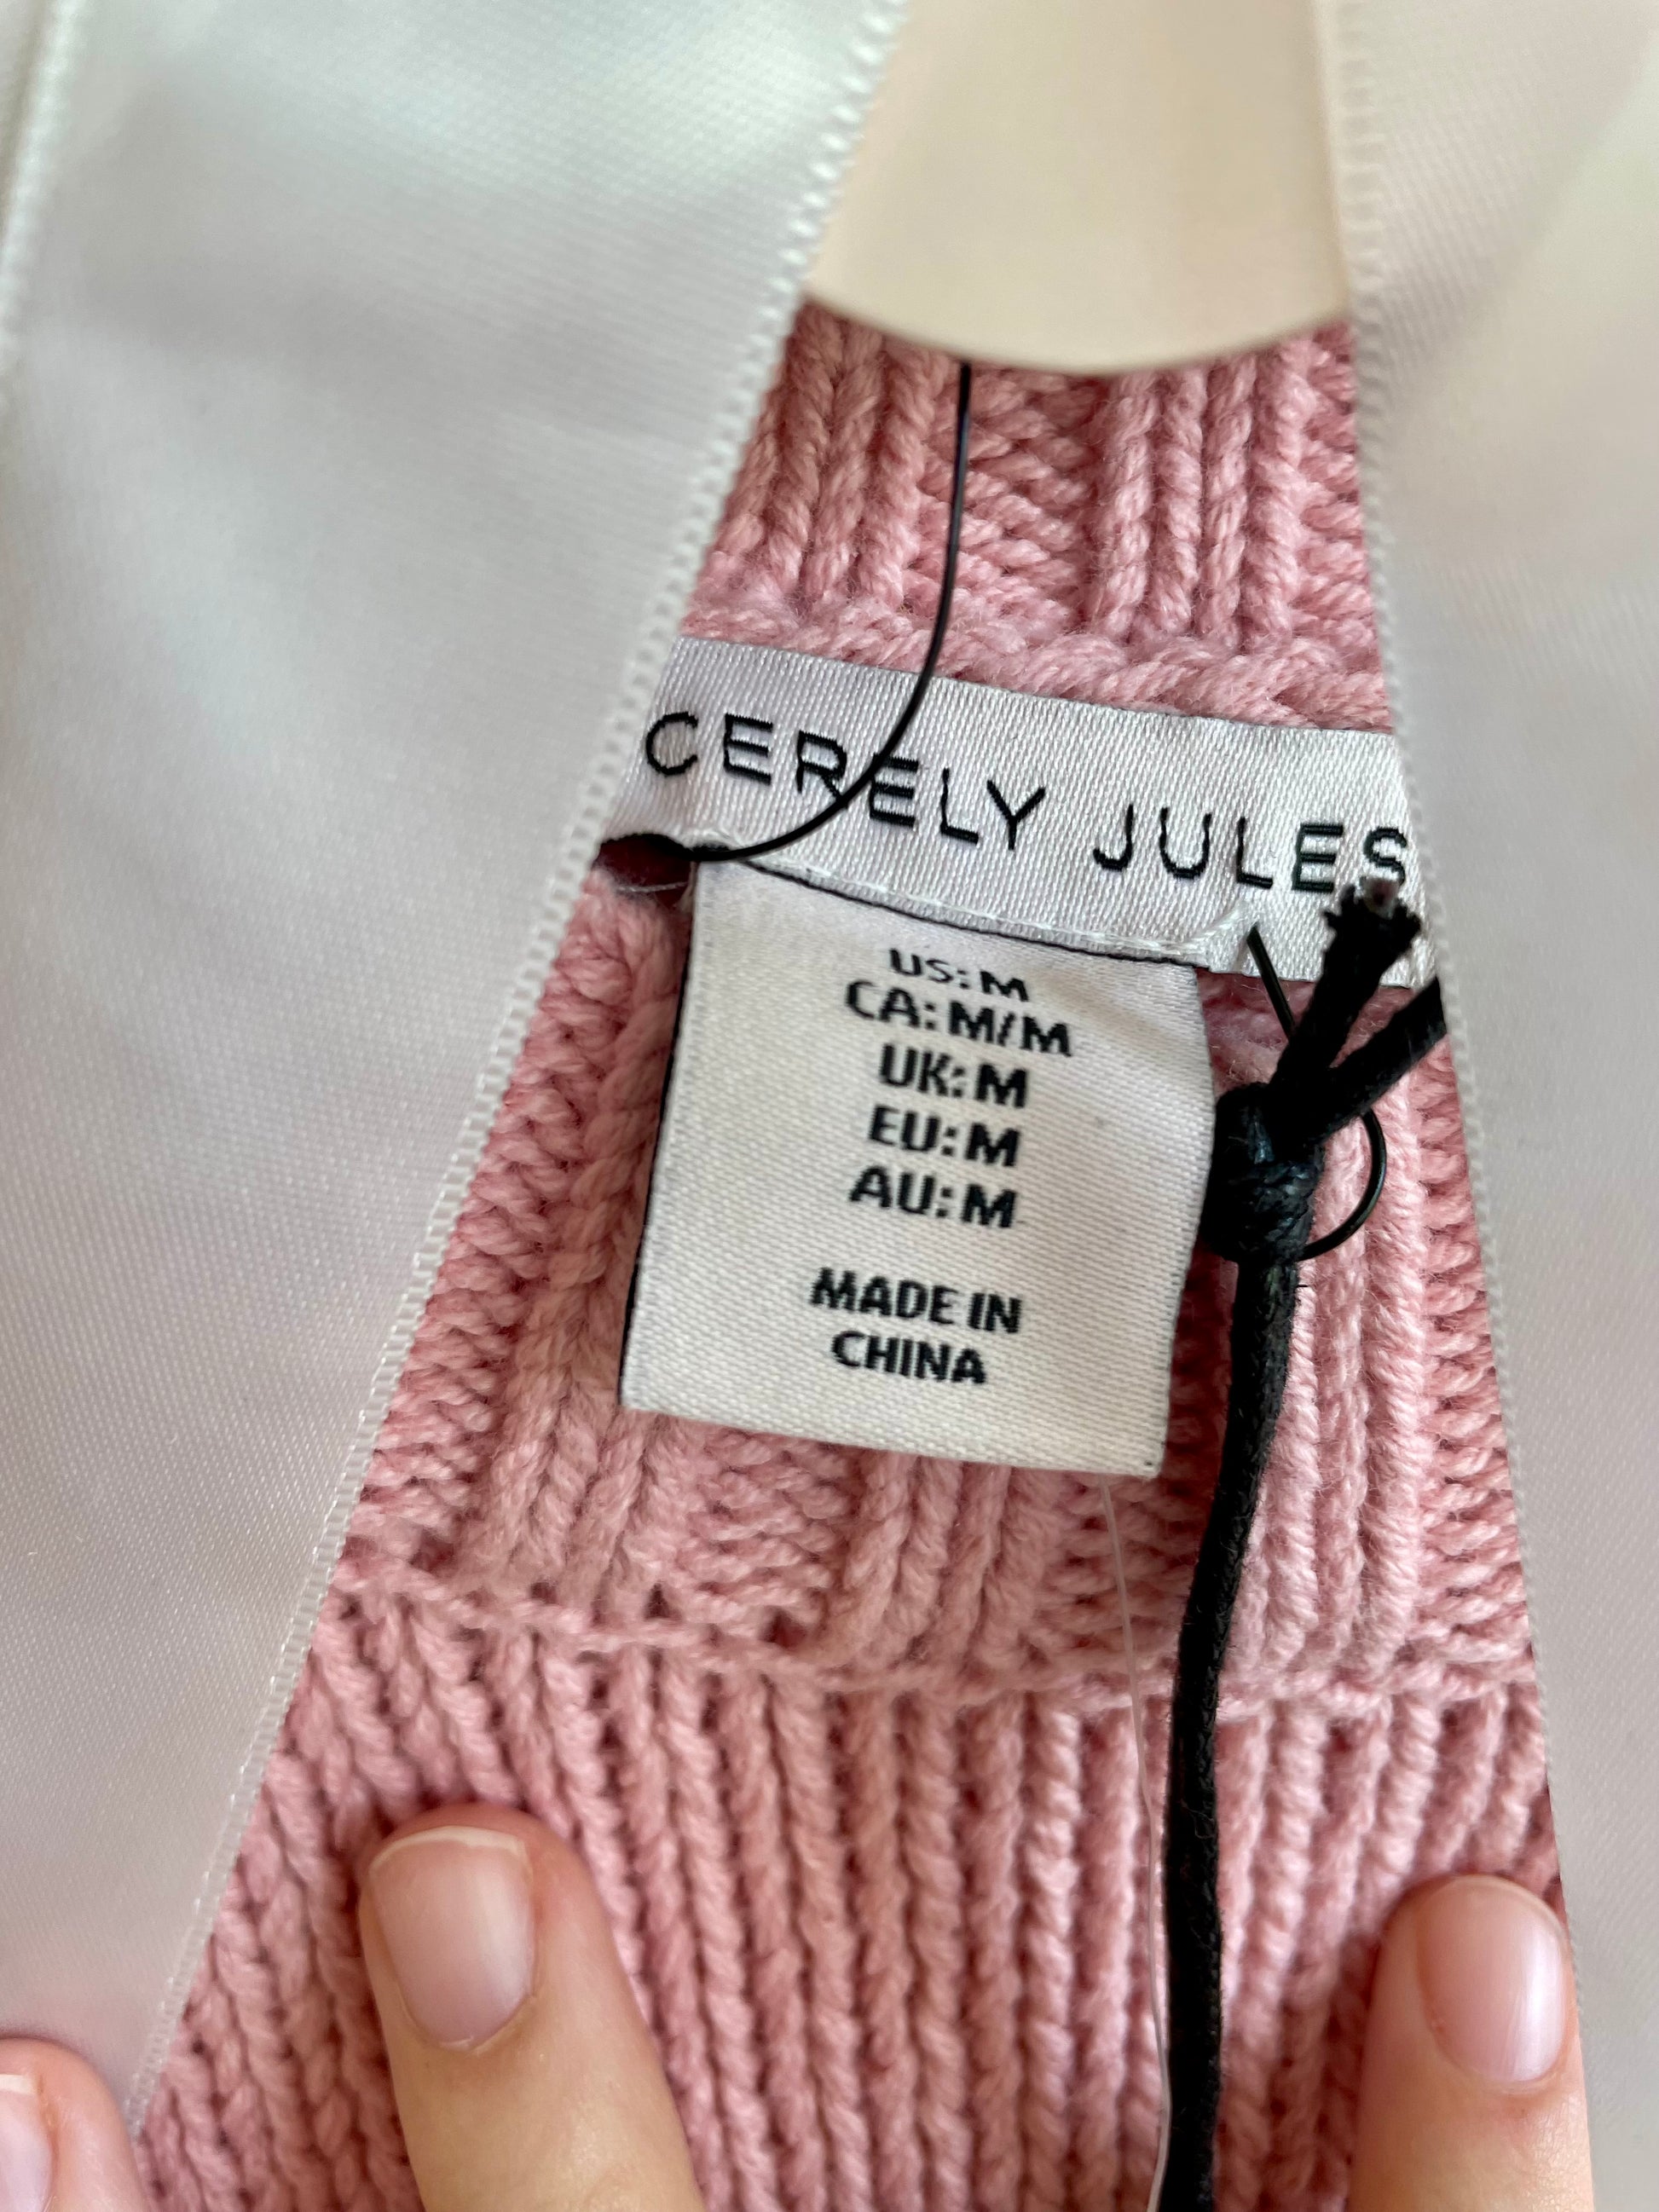 CERELY JULES
US: M
CA: M/M
UK: M
EU: M
AU: M
MADE IN
CHINA